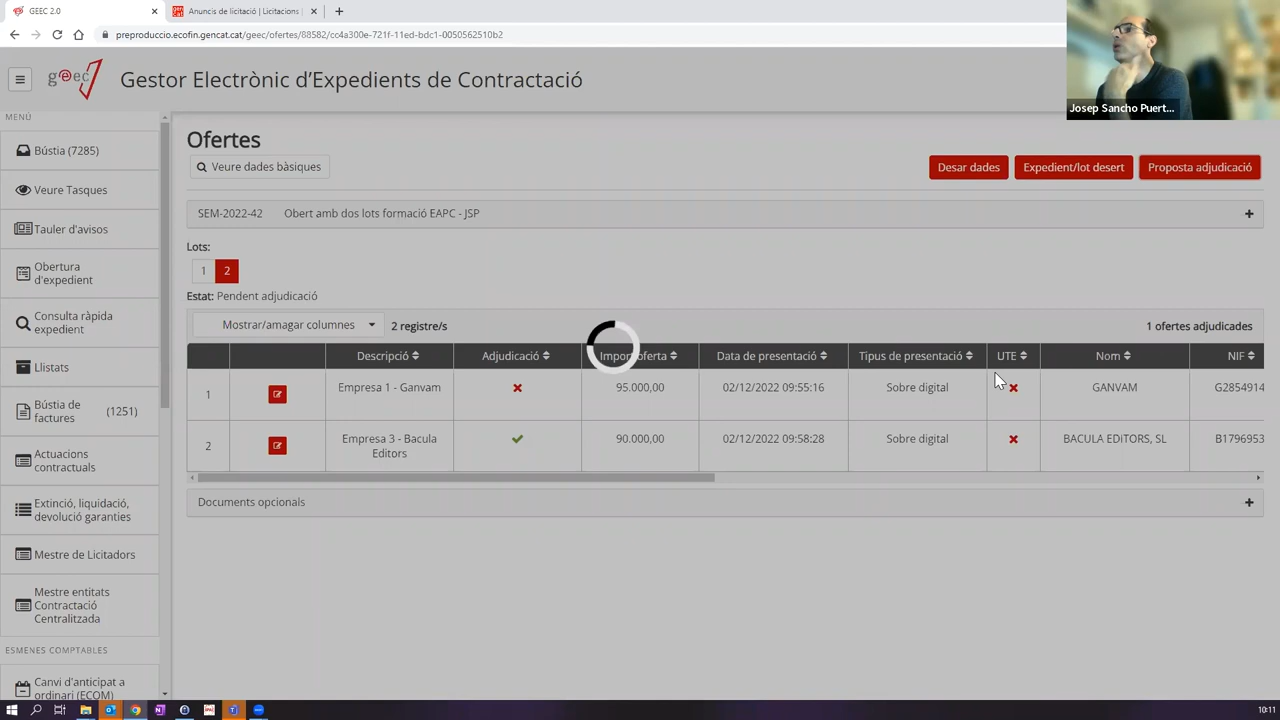 GEEC 2.0
Anuncis de licitació | Licitacions
preproduccio.ecofin.gencat.cat/geec/ofertes/88582/cc4a300e-721f-11ed-bdc1-0050562510b2
geec
Gestor Electrònic d'Expedients de Contractació
Josep Sancho Puert...
MENÚ
Bústia (7285)
Veure Tasques
Tauler d'avisos
Obertura
d'expedient
Consulta ràpida
expedient
Llistats
Bústia de
factures
(1251)
Actuacions
contractuals
Extinció, liquidació,
devolució garanties
Mestre de Licitadors
Mestre entitats
Contractació
Centralitzada
ESMENES COMPTABLES
Canvi d'anticipat a
ordinari (ECOM)
Ofertes
Veure dades bàsiques
Desar dades
Expedient/lot desert
Proposta adjudicació
SEM-2022-42 Obert amb dos lots formació EAPC - JSP
Lots:
1 2
Estat: Pendent adjudicació
Mostrar/amagar columnes 2 registre/s 1 ofertes adjudicades
Descripció Adjudicació Import oferta Data de presentació Tipus de presentació UTE Nom NIF
1 Empresa 1 - Ganvam 95.000,00 02/12/2022 09:55:16 Sobre digital GANVAM G2854914
2 Empresa 3 - Bacula Editors 90.000,00 02/12/2022 09:58:28 Sobre digital BACULA EDITORS, SL B1796953
Documents opcionals
10:11